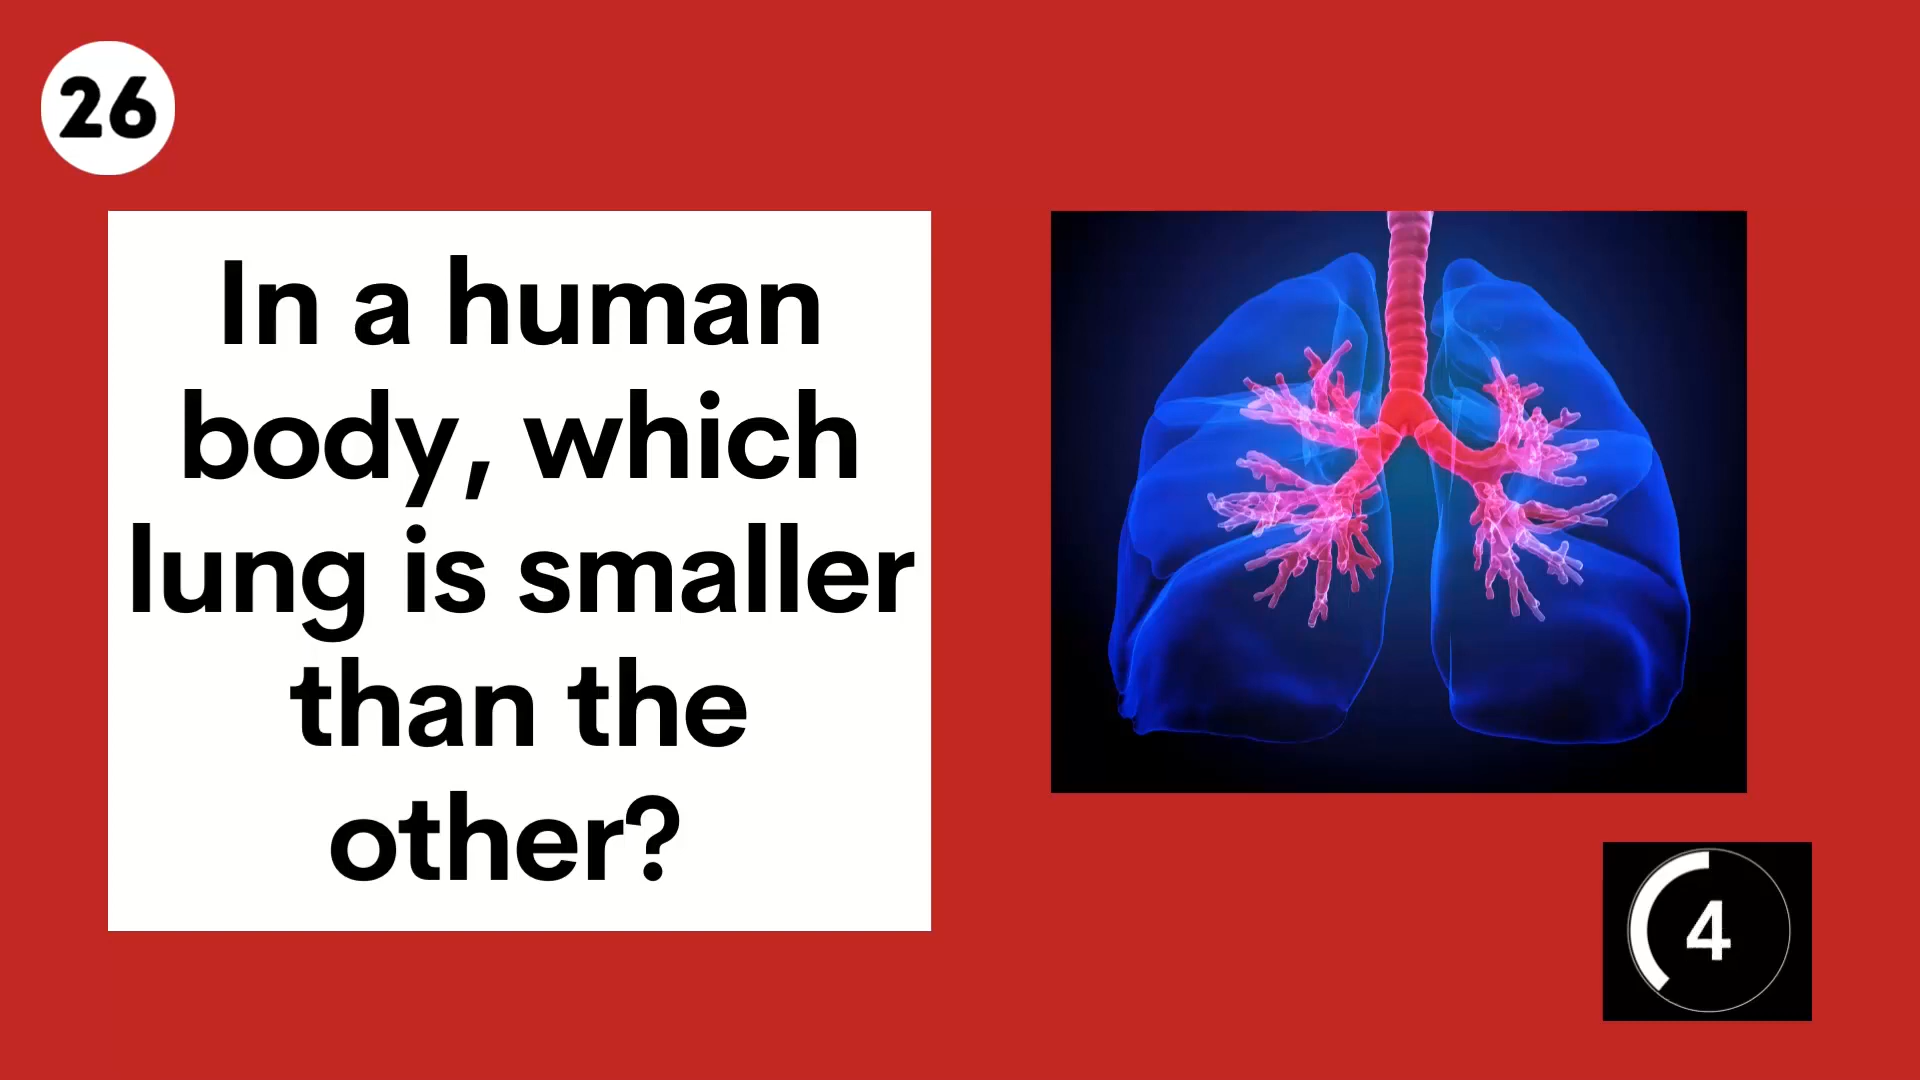 26
In a human
body, which
lung is smaller
than the
other?
4